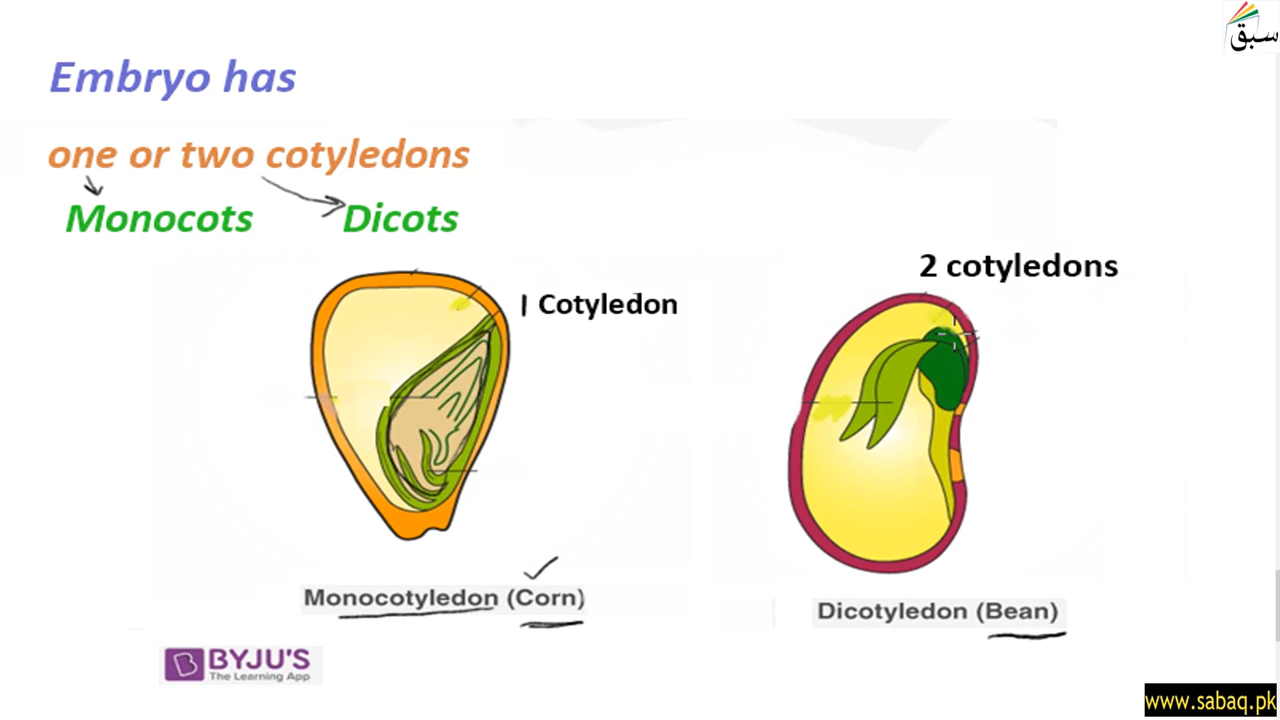 سبق
Embryo has
one or two cotyledons
Monocots Dicots
2 cotyledons
1 Cotyledon
Monocotyledon (Corn)
Dicotyledon (Bean)
BYJU'S
The Learning App
www.sabaq.pk